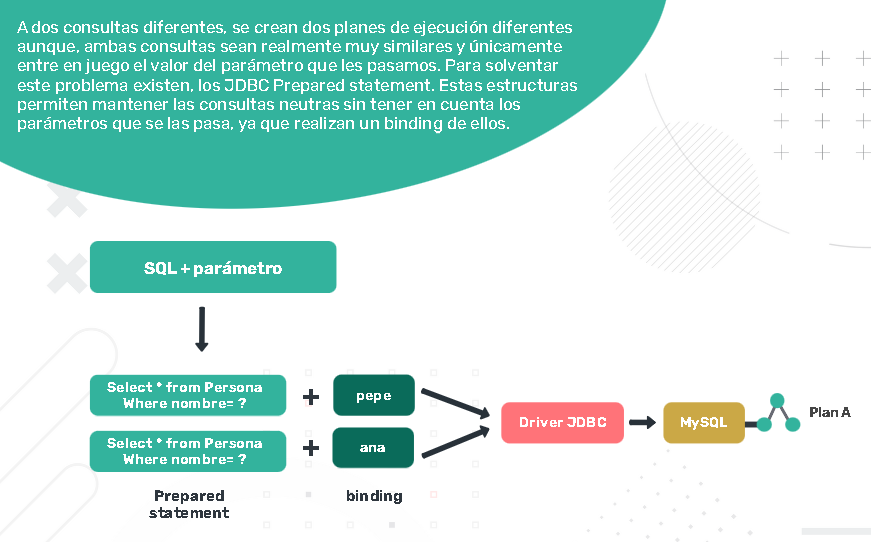 A dos consultas diferentes, se crean dos planes de ejecución diferentes
aunque, ambas consultas sean realmente muy similares y únicamente
entre en juego el valor del parámetro que les pasamos. Para solventar
este problema existen, los JDBC Prepared statement. Estas estructuras
permiten mantener las consultas neutras sin tener en cuenta los
parámetros que se las pasa, ya que realizan un binding de ellos.
SQL + parámetro
Select * from Persona
Where nombre= ?
+
pepe
Select * from Persona
Where nombre= ?
+
ana
Driver JDBC
MySQL
Plan A
Prepared
statement
binding